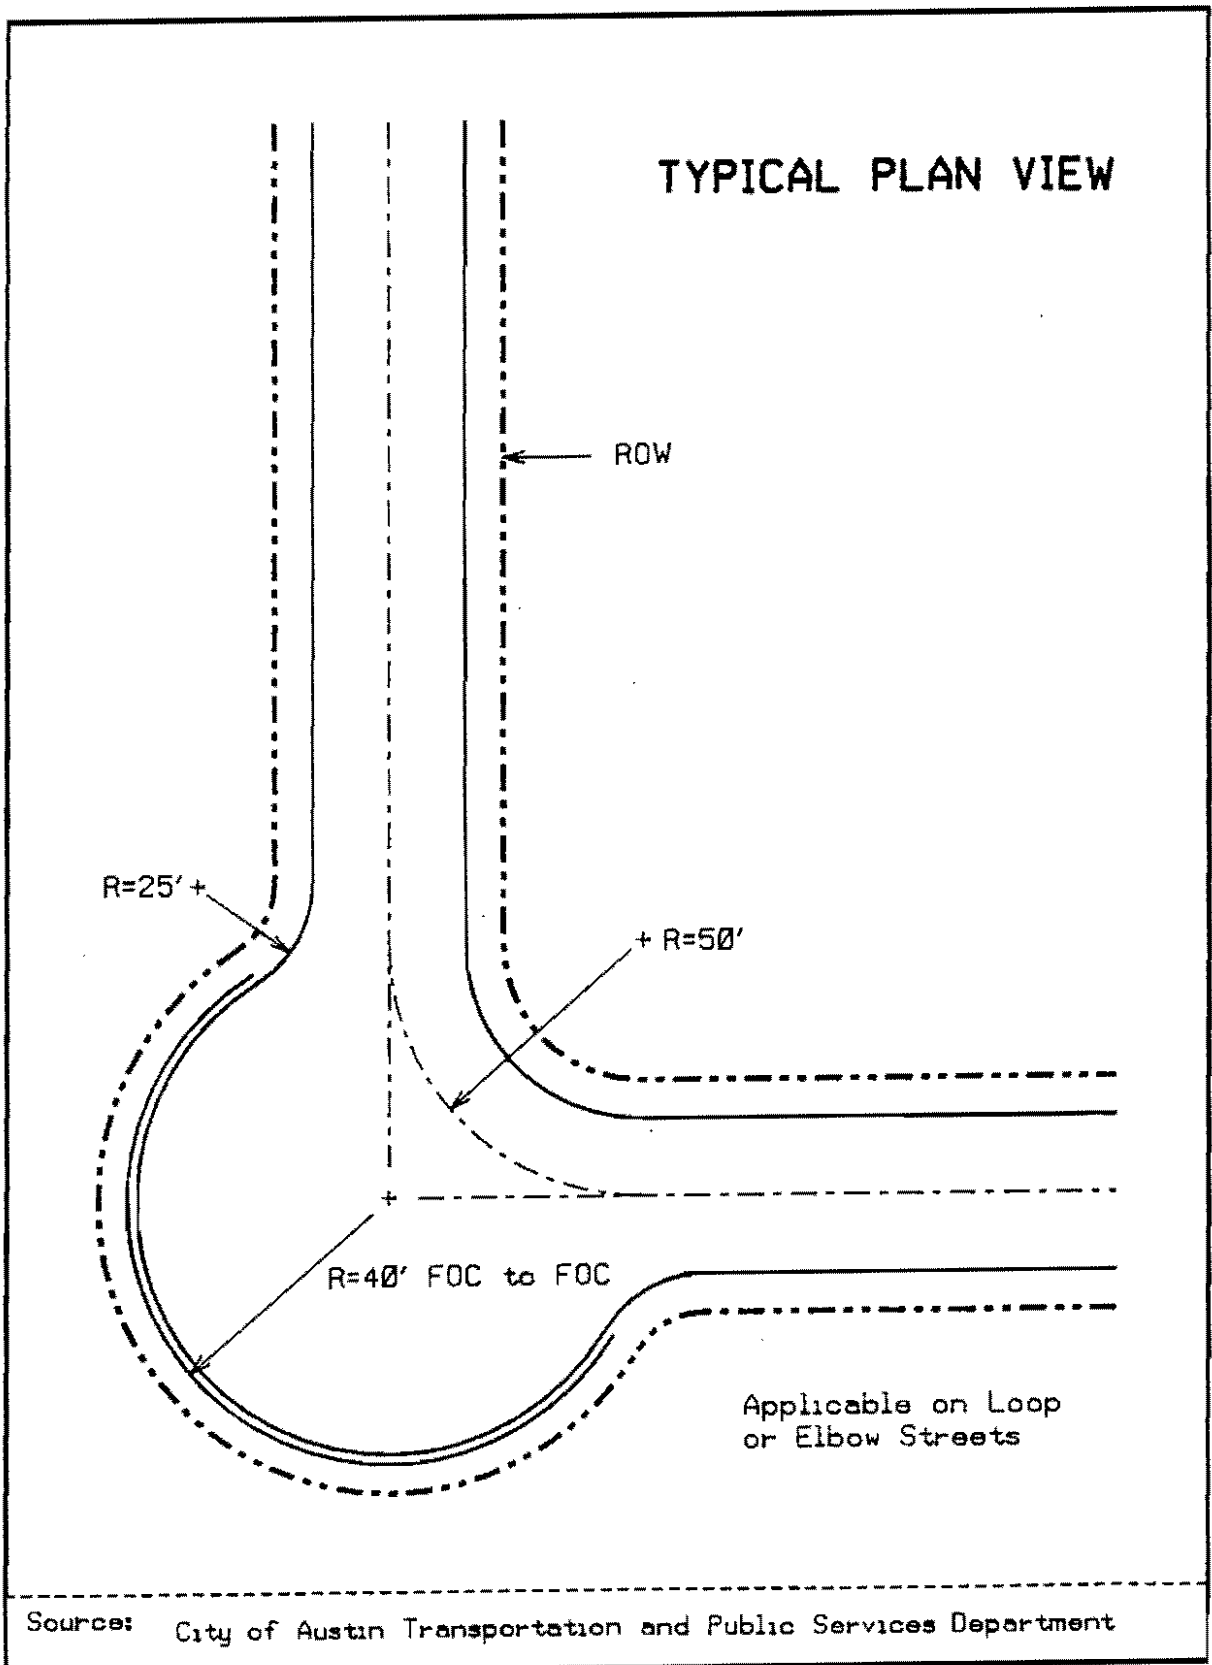 TYPICAL PLAN VIEW
ROW
R=25'
R=50'
R=40' FOC to FOC
Applicable on Loop
or Elbow Streets
Source: City of Austin Transportation and Public Services Department